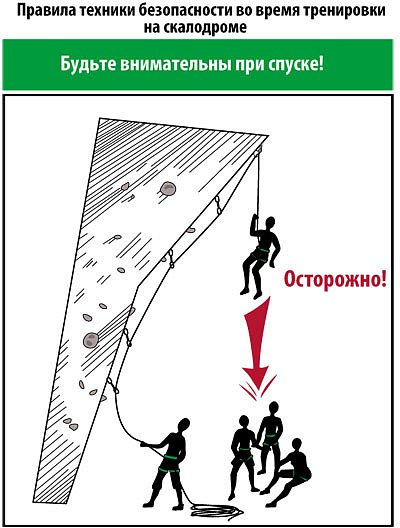 Правила техники безопасности во время тренировки
на скалодроме
Будьте внимательны при спуске!
Осторожно!